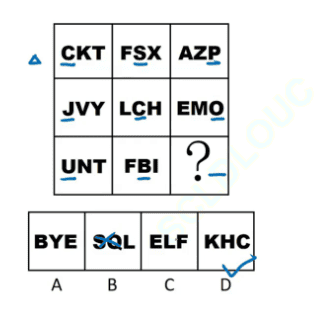 CKT FSX AZP
JVY LCH EMO
UNT FBI ?
BYE SQL ELF KHC
A B C D